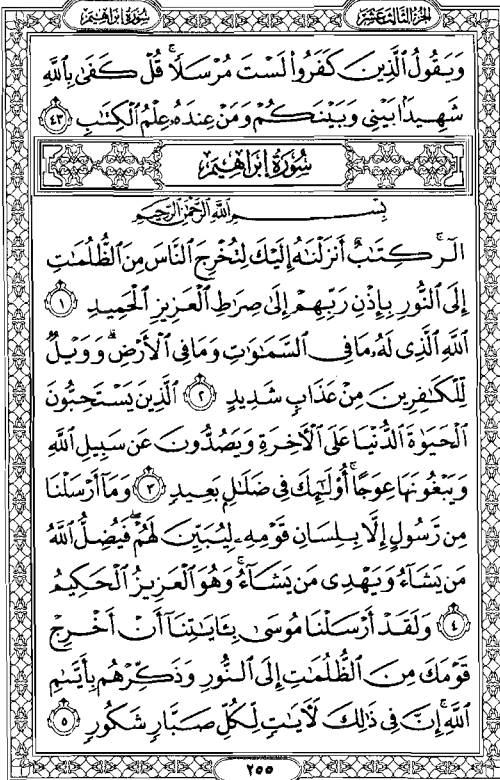 الجزء الثالث عشر
سورة إبراهيم
وَيَقُولُ ٱلَّذِينَ كَفَرُواْ لَسْتَ مُرْسَلًاۚ قُلْ كَفَىٰ بِٱللَّهِ
شَهِيدَۢا بَيْنِي وَبَيْنَكُمْ وَمَنْ عِندَهُۥ عِلْمُ ٱلْكِتَٰبِ ٤٣
سُورَةُ إِبْرَاهِيم
بِسْمِ ٱللَّهِ ٱلرَّحْمَٰنِ ٱلرَّحِيمِ
الٓرۚ كِتَٰبٌ أَنزَلْنَٰهُ إِلَيْكَ لِتُخْرِجَ ٱلنَّاسَ مِنَ ٱلظُّلُمَٰتِ
إِلَى ٱلنُّورِ بِإِذْنِ رَبِّهِمْ إِلَىٰ صِرَٰطِ ٱلْعَزِيزِ ٱلْحَمِيدِ ١
ٱللَّهِ ٱلَّذِي لَهُۥ مَا فِي ٱلسَّمَٰوَٰتِ وَمَا فِي ٱلْأَرْضِۗ وَوَيْلٌ
لِّلْكَٰفِرِينَ مِنْ عَذَابٍ شَدِيدٍ ٢ ٱلَّذِينَ يَسْتَحِبُّونَ
ٱلْحَيَوٰةَ ٱلدُّنْيَا عَلَى ٱلْأَخِرَةِ وَيَصُدُّونَ عَن سَبِيلِ ٱللَّهِ
وَيَبْغُونَهَا عِوَجًاۚ أُوْلَٰٓئِكَ فِي ضَلَٰلٍۭ بَعِيدٍ ٣ وَمَآ أَرْسَلْنَا
مِن رَّسُولٍ إِلَّا بِلِسَانِ قَوْمِهِۦ لِيُبَيِّنَ لَهُمْۖ فَيُضِلُّ ٱللَّهُ
مَن يَشَآءُ وَيَهْدِي مَن يَشَآءُۚ وَهُوَ ٱلْعَزِيزُ ٱلْحَكِيمُ
٤ وَلَقَدْ أَرْسَلْنَا مُوسَىٰ بِـَٔايَٰتِنَآ أَنْ أَخْرِجْ
قَوْمَكَ مِنَ ٱلظُّلُمَٰتِ إِلَى ٱلنُّورِ وَذَكِّرْهُم بِأَيَّىٰمِ
ٱللَّهِۚ إِنَّ فِي ذَٰلِكَ لَأٓيَٰتٍ لِّكُلِّ صَبَّارٍ شَكُورٍ ٥
٢٥٥